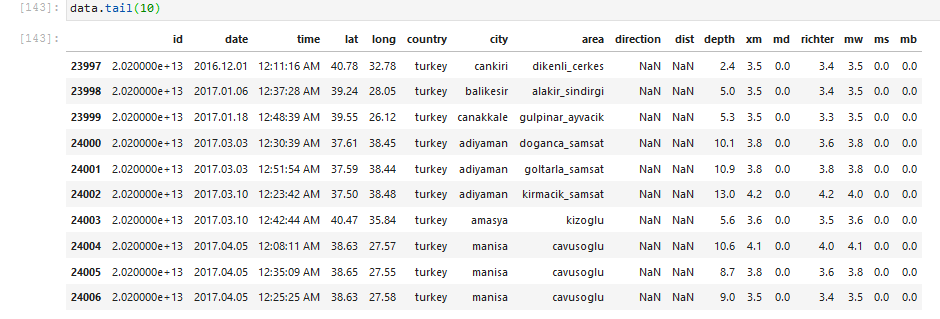 [143]: data.tail(10)
[143]: id date time lat long country city area direction dist depth xm md richter mw ms mb
23997 2.020000e+13 2016.12.01 12:11:16 AM 40.78 32.78 turkey cankiri dikenli_cerkes NaN NaN 2.4 3.5 0.0 3.4 3.5 0.0 0.0
23998 2.020000e+13 2017.01.06 12:37:28 AM 39.24 28.05 turkey balikesir alakir_sindirgi NaN NaN 5.0 3.5 0.0 3.4 3.5 0.0 0.0
23999 2.020000e+13 2017.01.18 12:48:39 AM 39.55 26.12 turkey canakkale gulpinar_ayvacik NaN NaN 5.3 3.5 0.0 3.3 3.5 0.0 0.0
24000 2.020000e+13 2017.03.03 12:30:39 AM 37.61 38.45 turkey adiyaman doganca_samsat NaN NaN 10.1 3.8 0.0 3.6 3.8 0.0 0.0
24001 2.020000e+13 2017.03.03 12:51:54 AM 37.59 38.44 turkey adiyaman goltarla_samsat NaN NaN 10.9 3.8 0.0 3.8 3.8 0.0 0.0
24002 2.020000e+13 2017.03.10 12:23:42 AM 37.50 38.48 turkey adiyaman kirmacik_samsat NaN NaN 13.0 4.2 0.0 4.2 4.0 0.0 0.0
24003 2.020000e+13 2017.03.10 12:42:44 AM 40.47 35.84 turkey amasya kizoglu NaN NaN 5.6 3.6 0.0 3.5 3.6 0.0 0.0
24004 2.020000e+13 2017.04.05 12:08:11 AM 38.63 27.57 turkey manisa cavusoglu NaN NaN 10.6 4.1 0.0 4.0 4.1 0.0 0.0
24005 2.020000e+13 2017.04.05 12:35:09 AM 38.65 27.55 turkey manisa cavusoglu NaN NaN 8.7 3.8 0.0 3.6 3.8 0.0 0.0
24006 2.020000e+13 2017.04.05 12:25:25 AM 38.63 27.58 turkey manisa cavusoglu NaN NaN 9.0 3.5 0.0 3.4 3.5 0.0 0.0